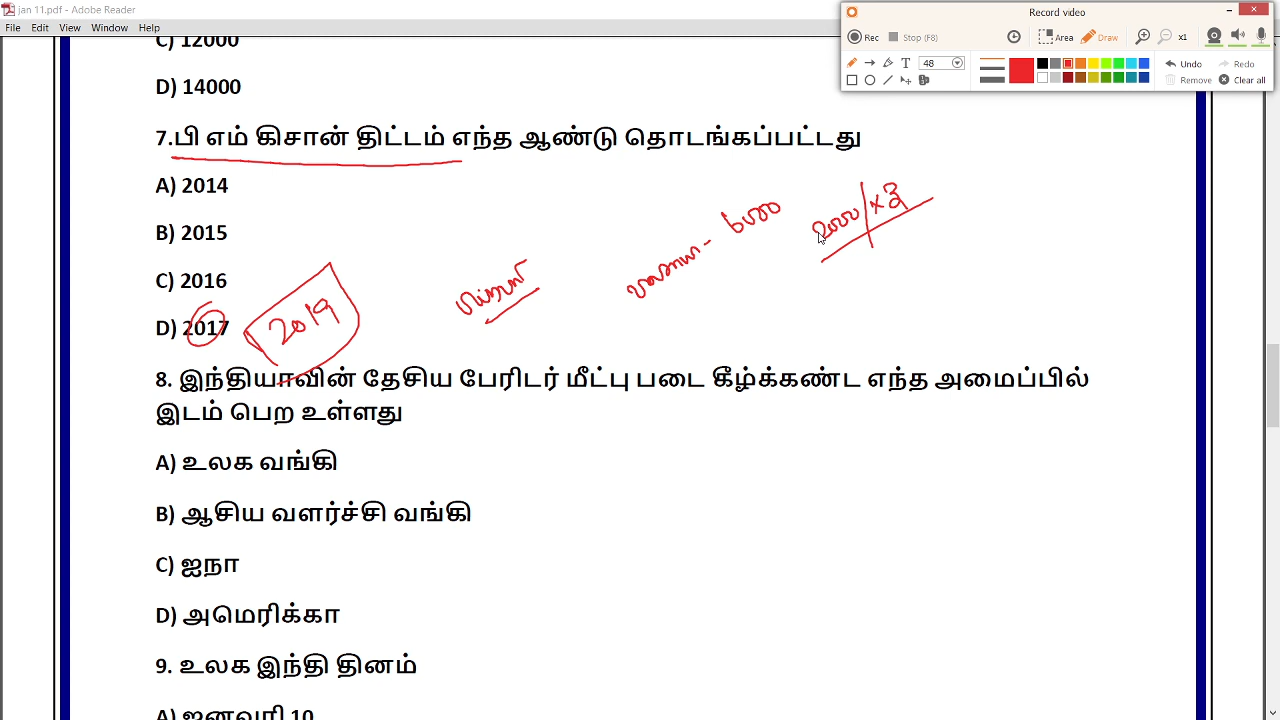 jan 11.pdf - Adobe Reader
File Edit View Window Help
Record video
Rec Stop (F8) Area Draw x1
48 Undo Redo
Remove Clear all
C) 12000
D) 14000
7.பி எம் கிசான் திட்டம் எந்த ஆண்டு தொடங்கப்பட்டது
A) 2014
B) 2015
6000
2000 x 3
C) 2016
D) 2017
2019
8. இந்தியாவின் தேசிய பேரிடர் மீட்பு படை கீழ்க்கண்ட எந்த அமைப்பில்
இடம் பெற உள்ளது
A) உலக வங்கி
B) ஆசிய வளர்ச்சி வங்கி
C) ஐநா
D) அமெரிக்கா
9. உலக இந்தி தினம்
A) ஜனவரி 10